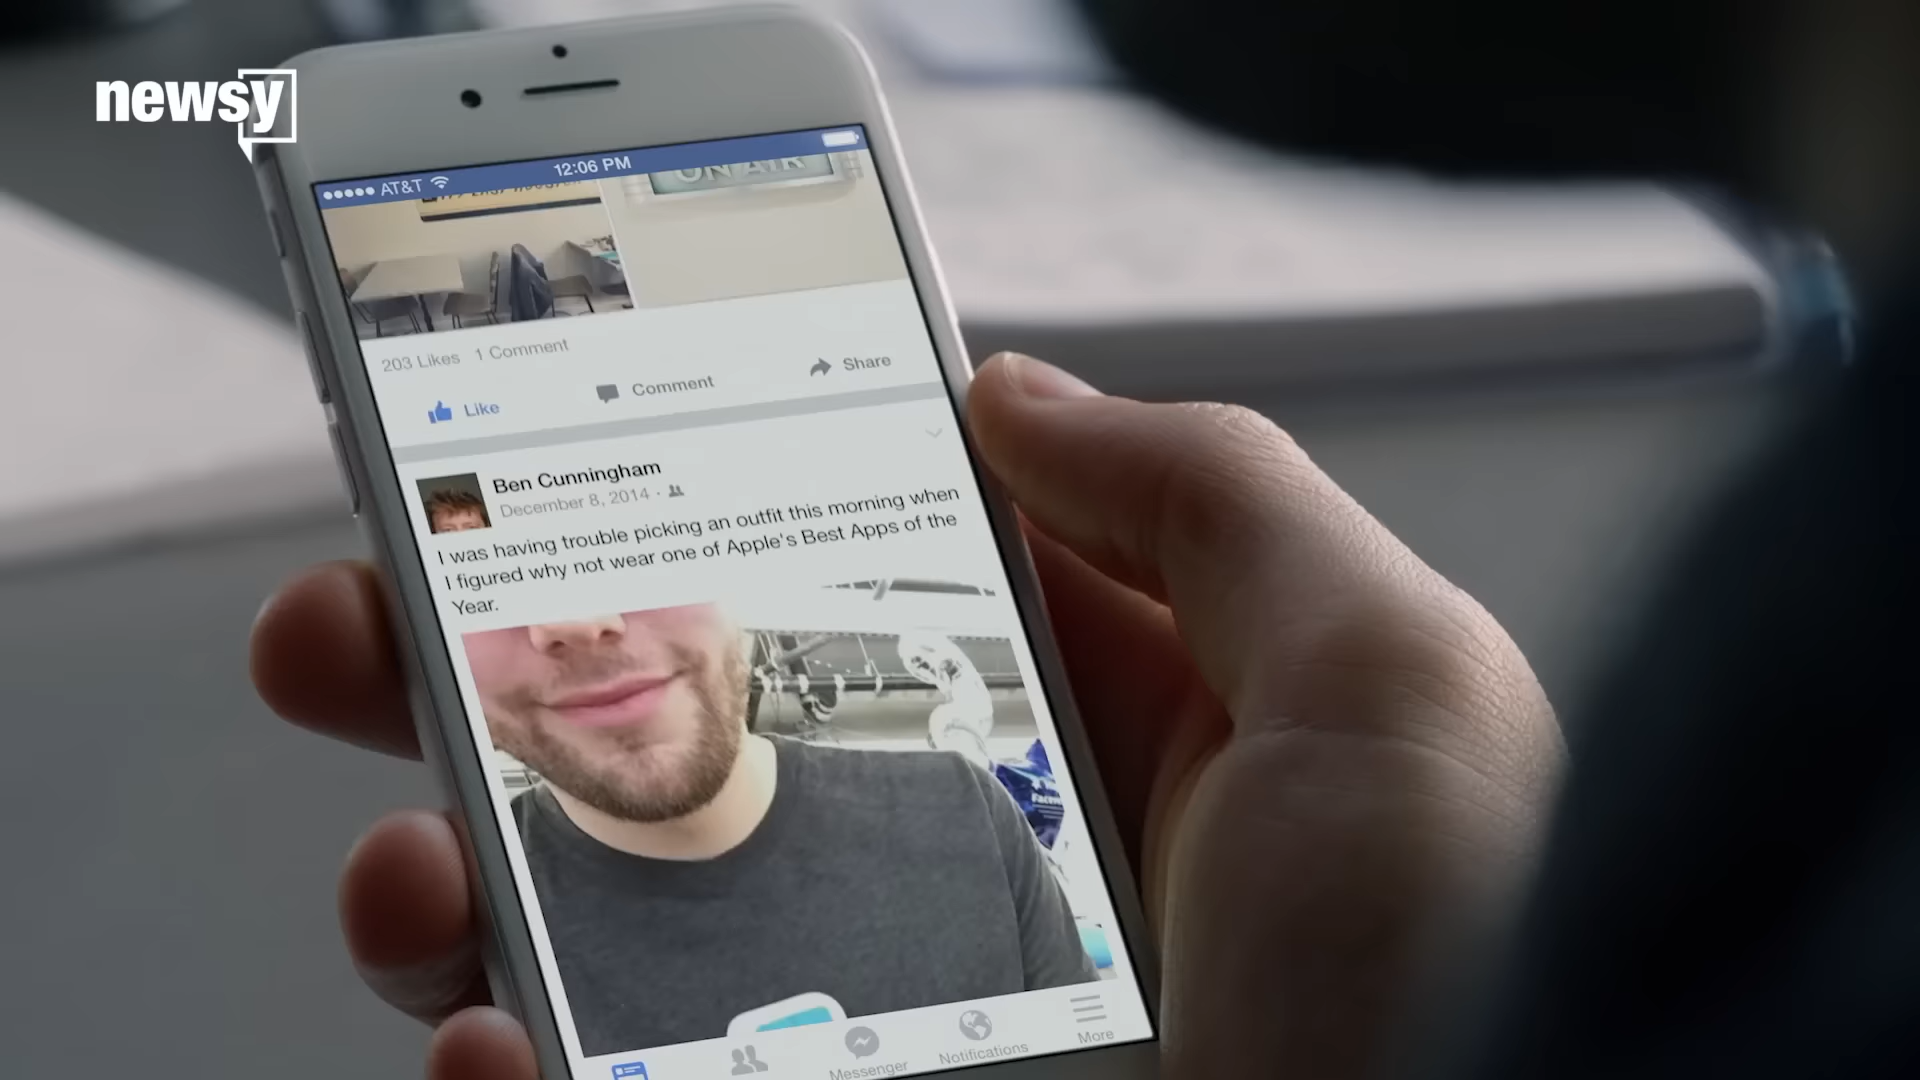 newsy
AT&T
12:06 PM
ON AIR
203 Likes 1 Comment
Like
Comment
Share
Ben Cunningham
December 8, 2014 ·
I was having trouble picking an outfit this morning when
I figured why not wear one of Apple's Best Apps of the
Year.
Messenger
Notifications
More